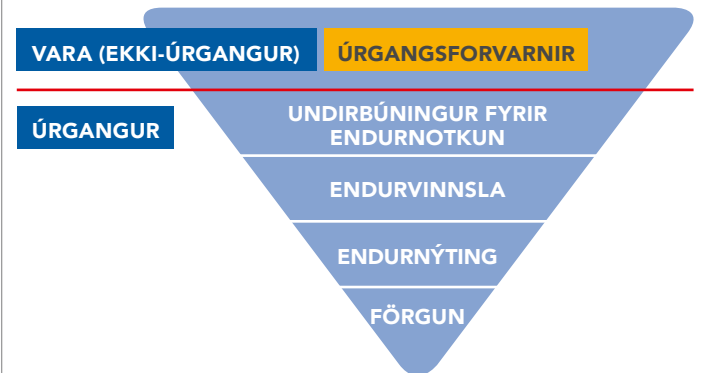 VARA (EKKI-ÚRGANGUR)
ÚRGANGSFORVARNIR
ÚRGANGUR
UNDIRBÚNINGUR FYRIR
ENDURNOTKUN
ENDURVINNSLA
ENDURNÝTING
FÖRGUN